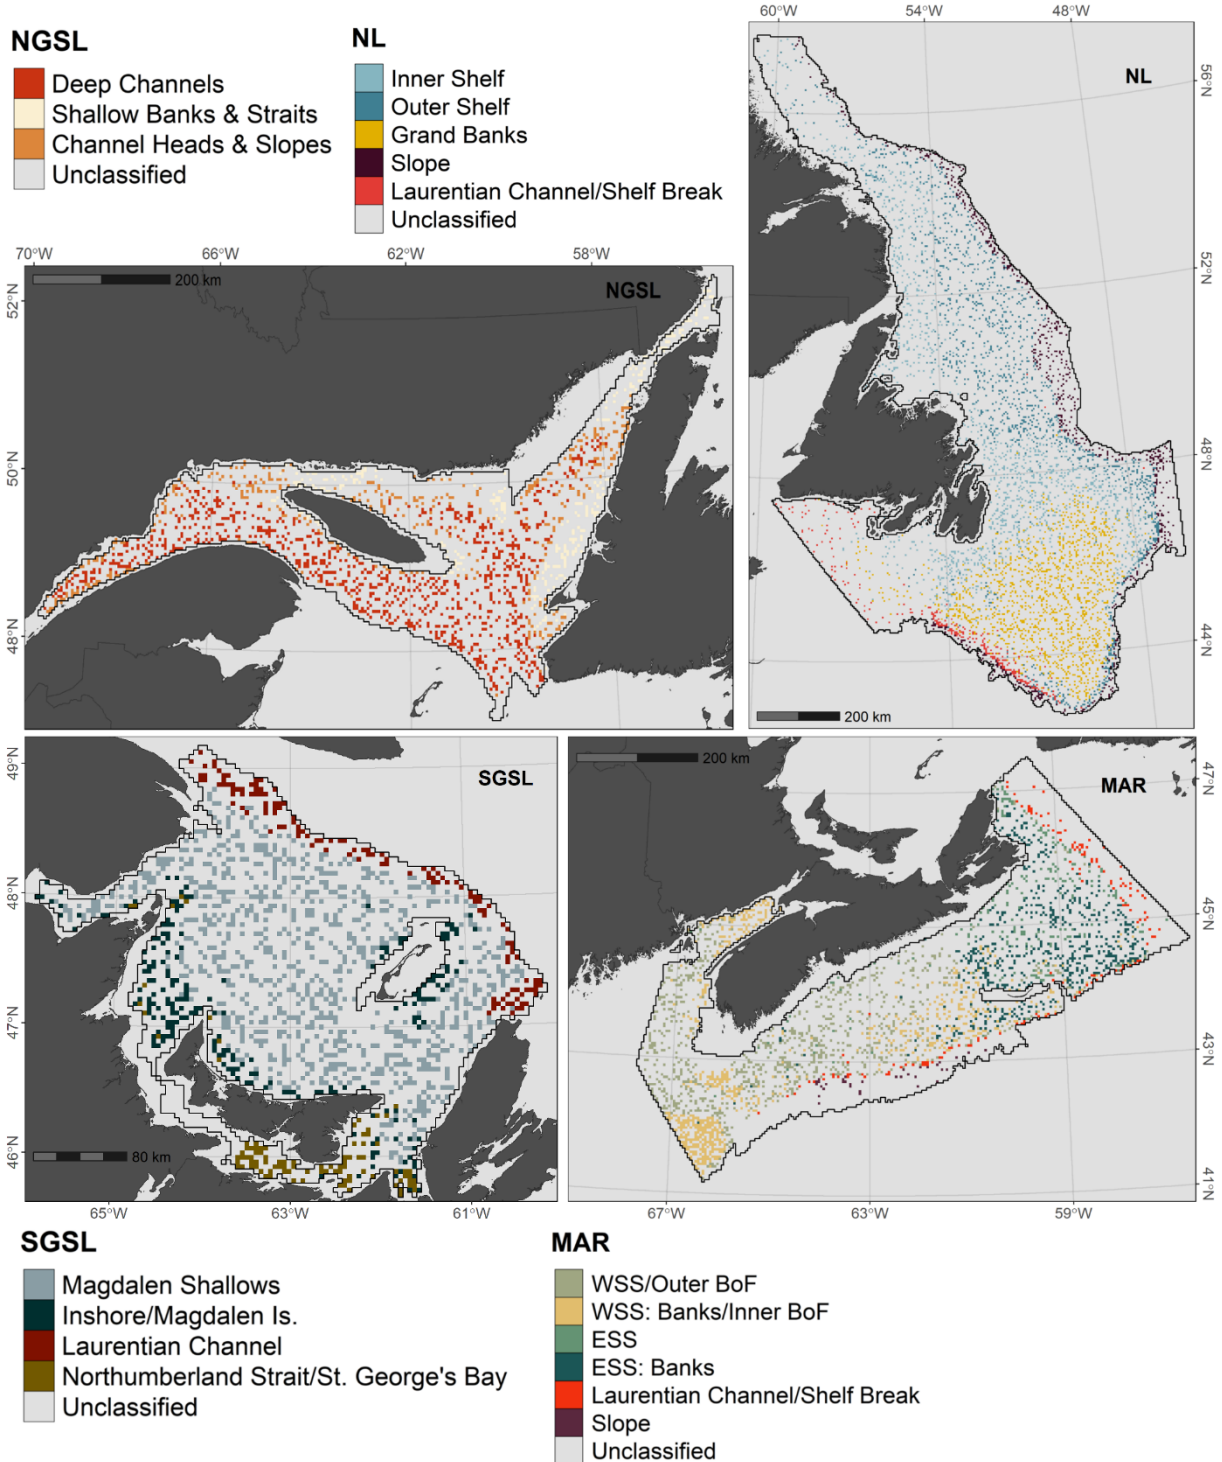 NGSL
Deep Channels
Shallow Banks & Straits
Channel Heads & Slopes
Unclassified
NL
Inner Shelf
Outer Shelf
Grand Banks
Slope
Laurentian Channel/Shelf Break
Unclassified
60°W 54°W 48°W
NL
56°N
52°N
48°N
44°N
200 km
70°W 66°W 62°W 58°W
200 km
NGSL
52°N
50°N
48°N
SGSL
49°N
48°N
47°N
46°N
80 km
65°W 63°W 61°W
200 km
MAR
47°N
45°N
43°N
41°N
67°W 63°W 59°W
SGSL
Magdalen Shallows
Inshore/Magdalen Is.
Laurentian Channel
Northumberland Strait/St. George's Bay
Unclassified
MAR
WSS/Outer BoF
WSS: Banks/Inner BoF
ESS
ESS: Banks
Laurentian Channel/Shelf Break
Slope
Unclassified